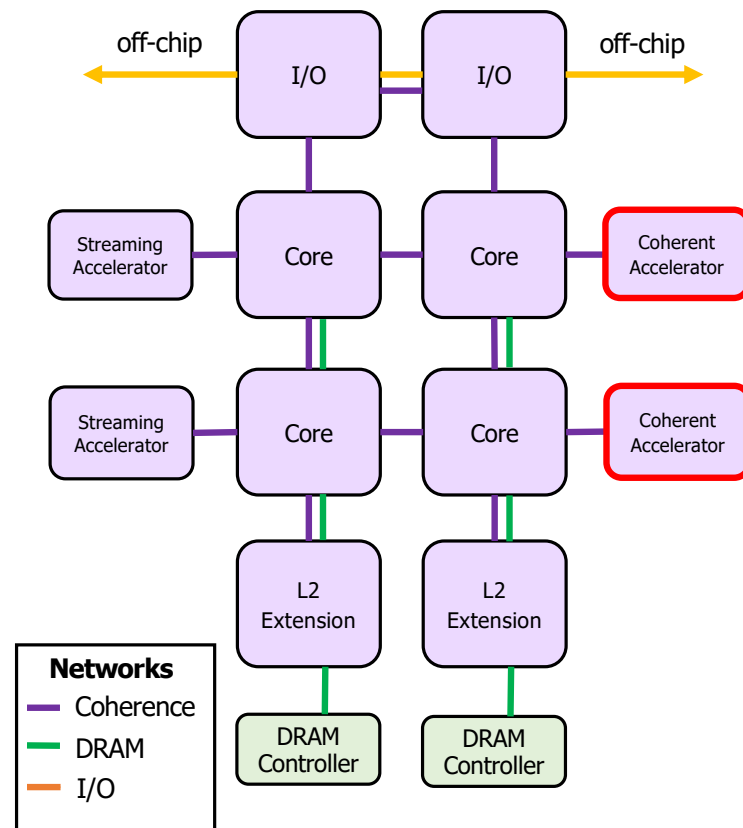 off-chip
I/O
I/O
off-chip
Streaming
Accelerator
Core
Core
Coherent
Accelerator
Streaming
Accelerator
Core
Core
Coherent
Accelerator
L2
Extension
L2
Extension
Networks
Coherence
DRAM
I/O
DRAM
Controller
DRAM
Controller